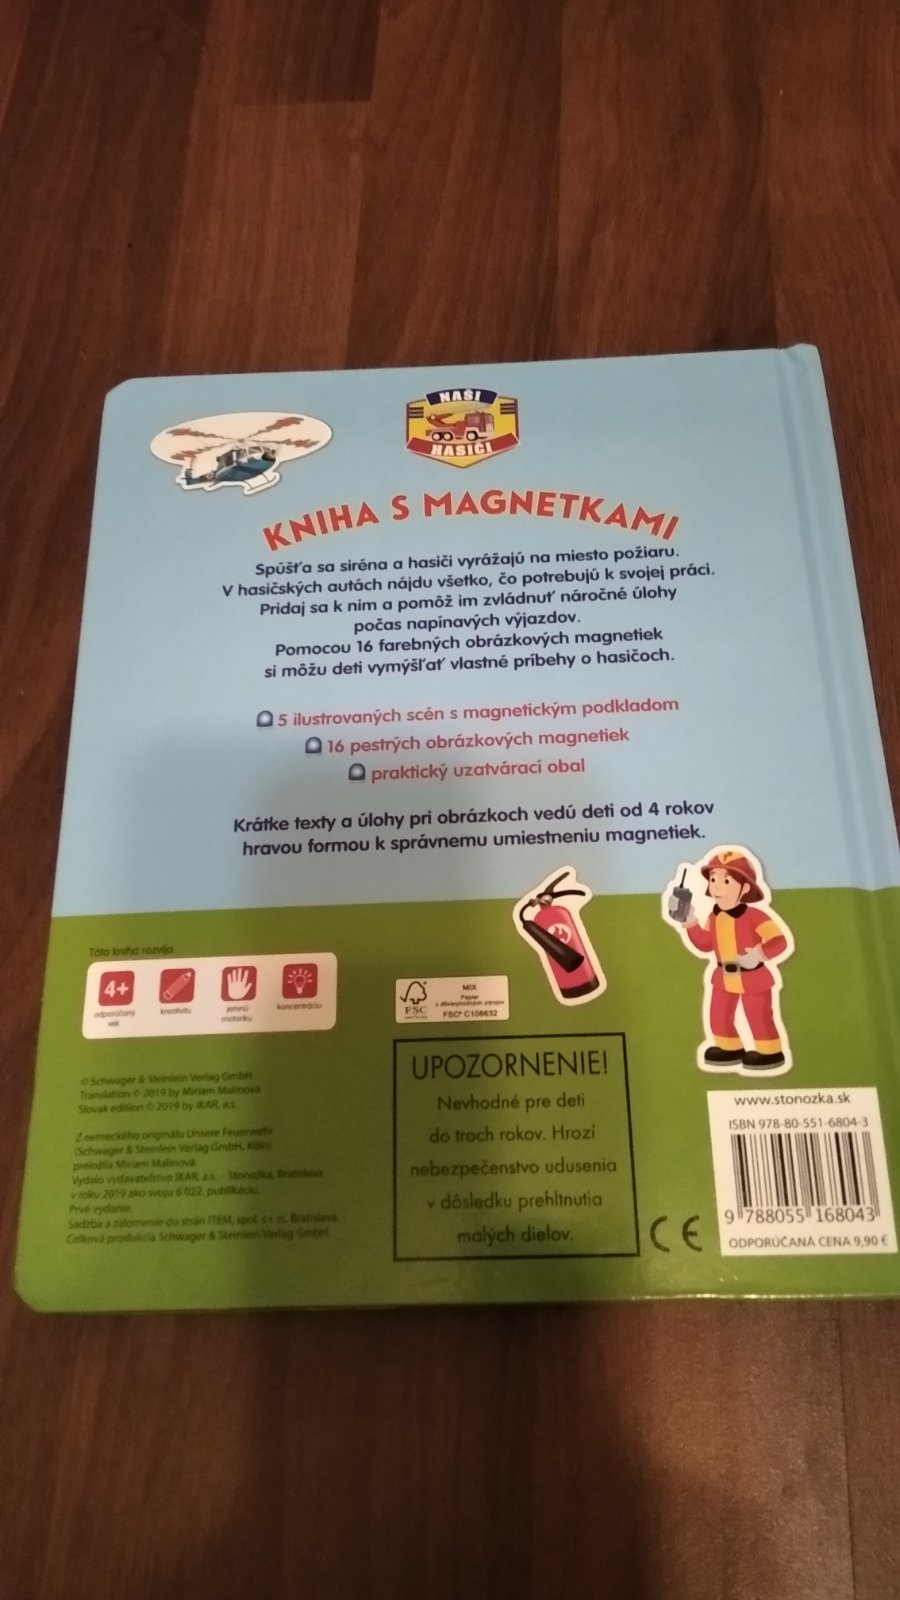 NAŠI
HASIČI
KNIHA S MAGNETKAMI
Spúšťa sa siréna a hasiči vyrážajú na miesto požiaru.
V hasičských autách nájdu všetko, čo potrebujú k svojej práci.
Pridaj sa k nim a pomôž im zvládnuť náročné úlohy
počas napínavých výjazdov.
Pomocou 16 farebných obrázkových magnetiek
si môžu deti vymýšľať vlastné príbehy o hasičoch.
5 ilustrovaných scén s magnetickým podkladom
16 pestrých obrázkových magnetiek
praktický uzatvárací obal
Krátke texty a úlohy pri obrázkoch vedú deti od 4 rokov
hravou formou k správnemu umiestneniu magnetiek.
Táto kniha rozvíja:
4+
odporúčaný
vek
kreativitu
jemnú
motoriku
koncentráciu
FSC
MIX
Papier
z
zdrojov
FSC® C106632
© Schwager & Steinlein Verlag GmbH
Translation © 2019 by Miriam Malinová
Slovak edition © 2019 by IKAR, a.s.
Z nemeckého originálu Unsere Feuerwehr
(Schwager & Steinlein Verlag GmbH, Köln)
preložila Miriam Malinová.
Vydalo vydavateľstvo IKAR, a.s. – Stonožka, Bratislava
v roku 2019 ako svoju 6 022. publikáciu.
Prvé vydanie.
Sadzba a zalomenie do strán ITEM, spol. s r. o., Bratislava.
Celková produkcia Schwager & Steinlein Verlag GmbH.
UPOZORNENIE!
Nevhodné pre deti
do troch rokov. Hrozí
nebezpečenstvo udusenia
v dôsledku prehltnutia
malých dielov.
CE
www.stonozka.sk
ISBN 978-80-551-6804-3
9 788055 168043
ODPORÚČANÁ CENA 9,90 €